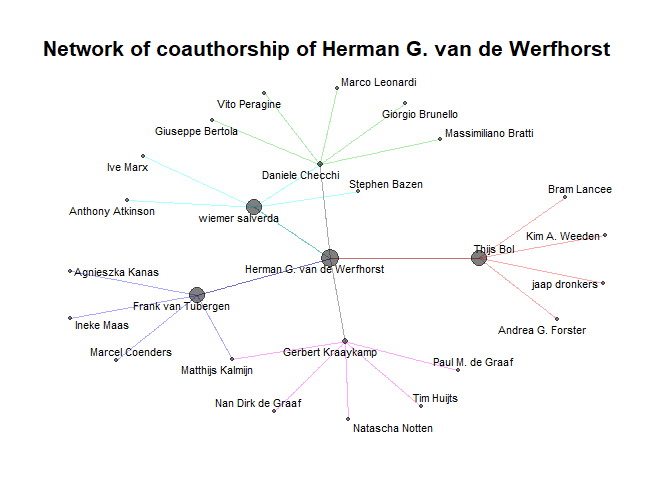 Network of coauthorship of Herman G. van de Werfhorst
Marco Leonardi
Vito Peragine
Giorgio Brunello
Giuseppe Bertola
Massimiliano Bratti
Ive Marx
Daniele Checchi
Stephen Bazen
Bram Lancee
Anthony Atkinson
wiemer salverda
Kim A. Weeden
Thijs Bol
Herman G. van de Werfhorst
Agnieszka Kanas
jaap dronkers
Frank van Tubergen
Ineke Maas
Andrea G. Forster
Marcel Coenders
Gerbert Kraaykamp
Paul M. de Graaf
Matthijs Kalmijn
Nan Dirk de Graaf
Tim Huijts
Natascha Notten